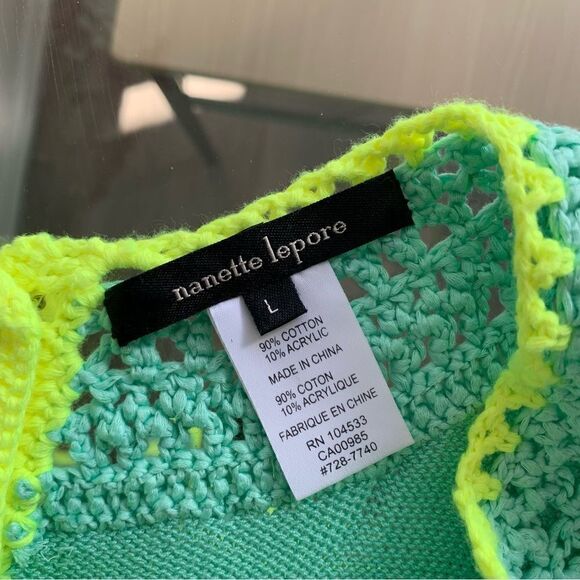 nanette lepore
L
90% COTTON
10% ACRYLIC
MADE IN CHINA
90% COTON
10% ACRYLIQUE
FABRIQUE EN CHINE
RN 104533
CA00985
#728-7740